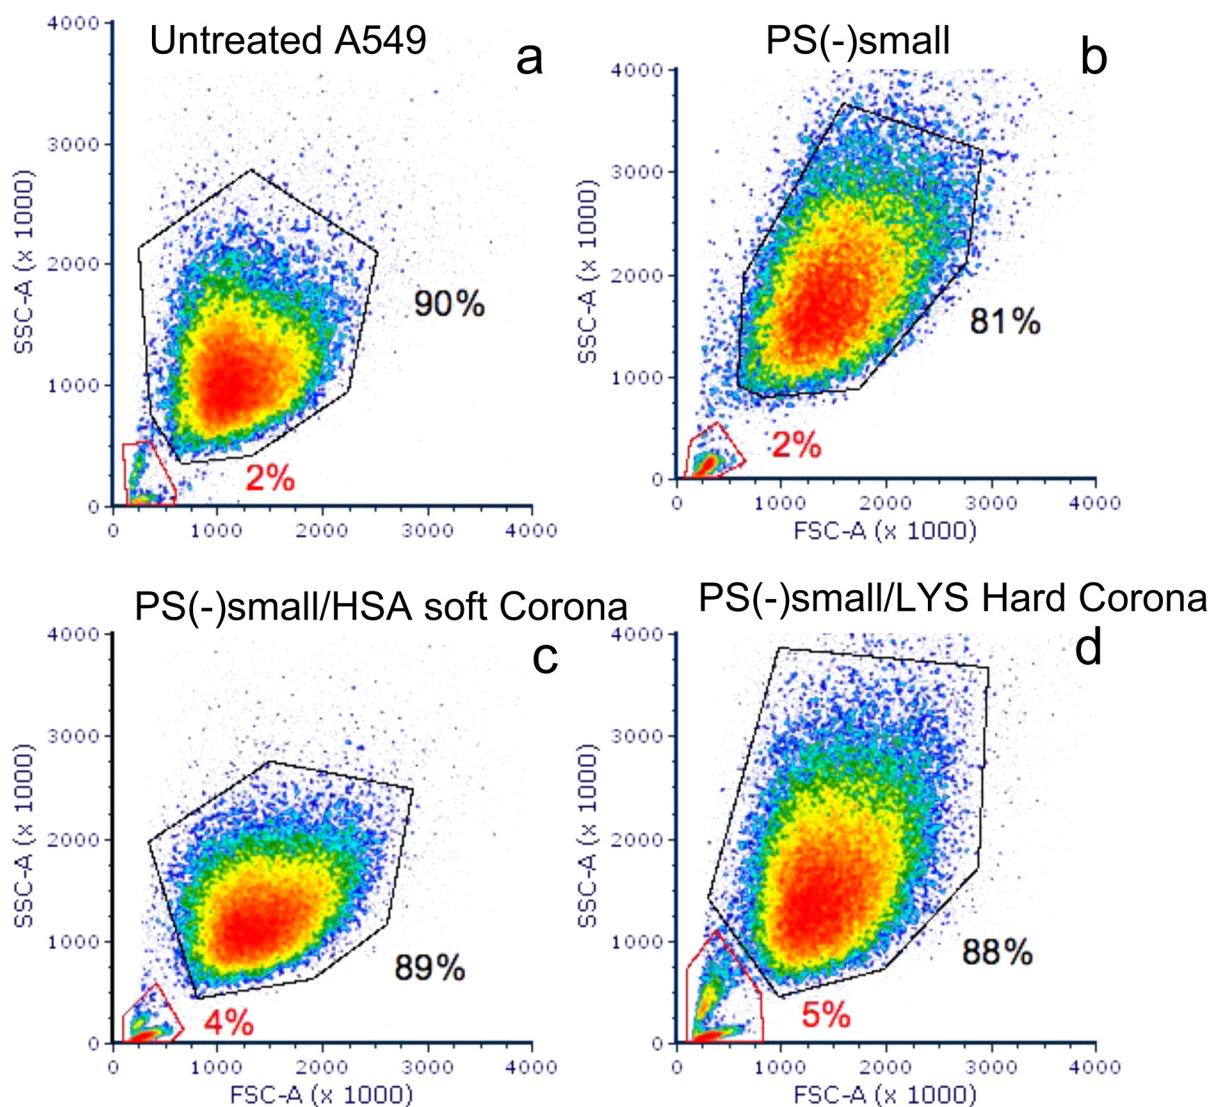 Untreated A549
a
4000
3000
2000
1000
0
SSC-A (x 1000)
90%
2%
0 1000 2000 3000 4000
PS(-)small
b
4000
3000
2000
1000
0
SSC-A (x 1000)
81%
2%
0 1000 2000 3000 4000
FSC-A (x 1000)
PS(-)small/HSA soft Corona
c
4000
3000
2000
1000
0
SSC-A (x 1000)
89%
4%
0 1000 2000 3000 4000
FSC-A (x 1000)
PS(-)small/LYS Hard Corona
d
4000
3000
2000
1000
0
SSC-A (x 1000)
88%
5%
0 1000 2000 3000 4000
FSC-A (x 1000)